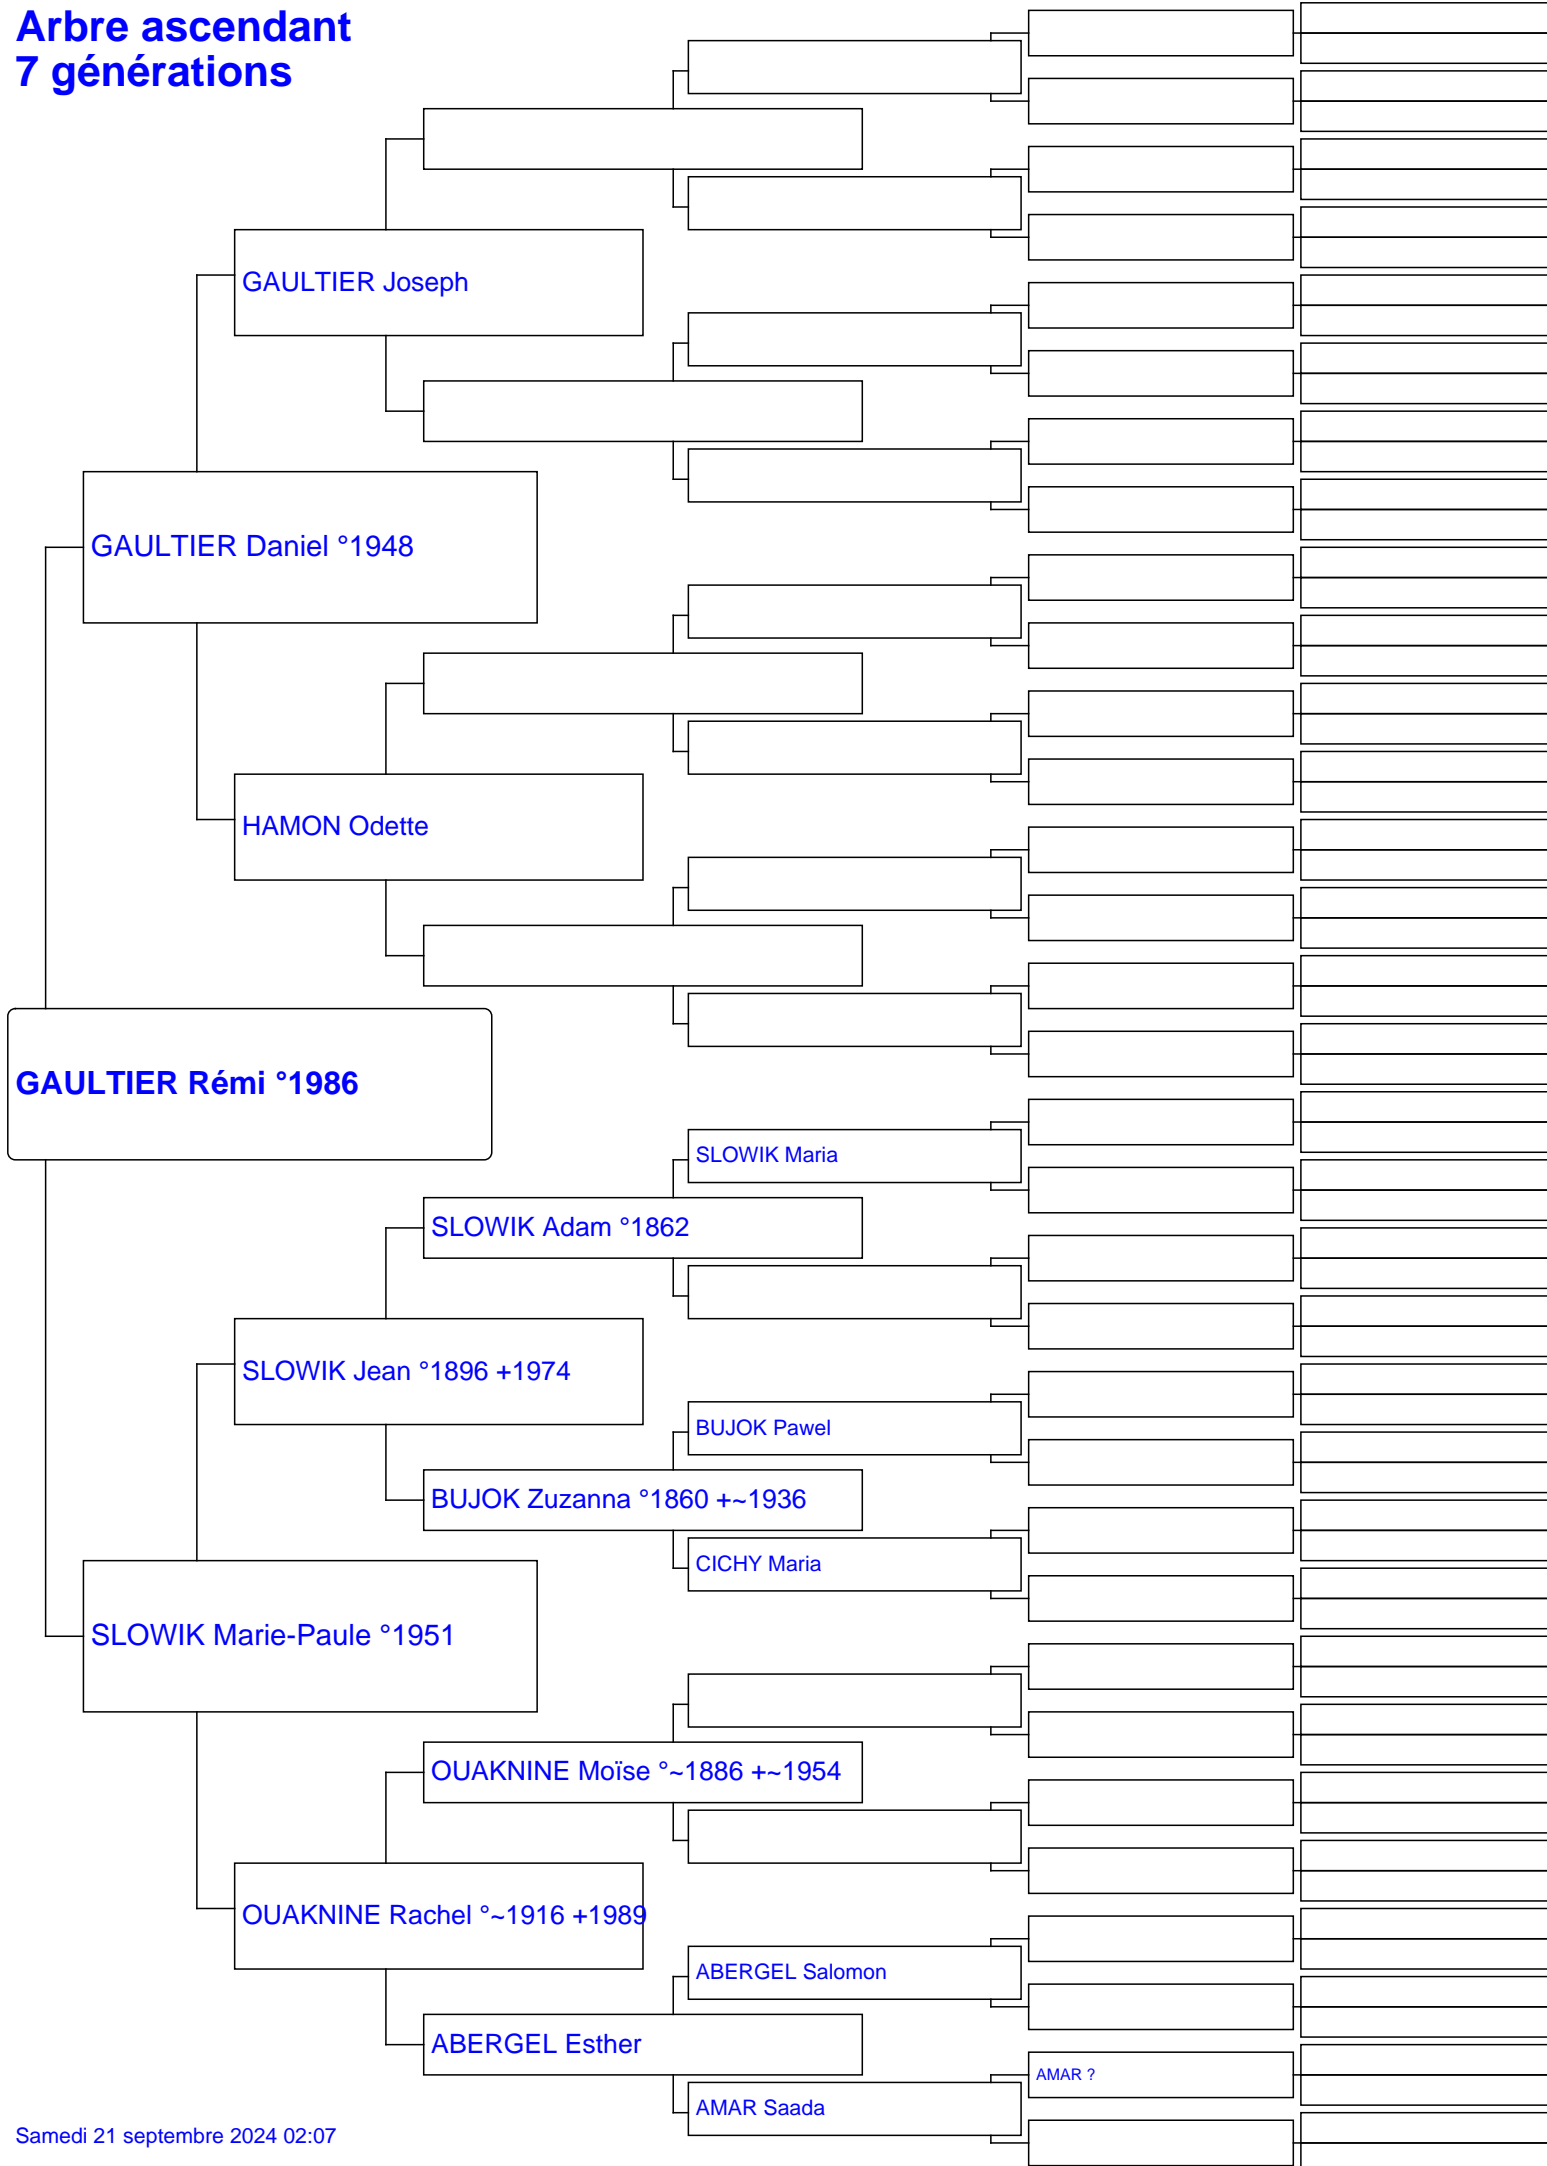 Arbre ascendant
7 générations
GAULTIER Joseph
GAULTIER Daniel °1948
HAMON Odette
GAULTIER Rémi °1986
SLOWIK Maria
SLOWIK Adam °1862
SLOWIK Jean °1896 +1974
BUJOK Pawel
BUJOK Zuzanna °1860 +~1936
CICHY Maria
SLOWIK Marie-Paule °1951
OUAKNINE Moïse °~1886 +~1954
OUAKNINE Rachel °~1916 +1989
ABERGEL Salomon
ABERGEL Esther
AMAR ?
AMAR Saada
Samedi 21 septembre 2024 02:07